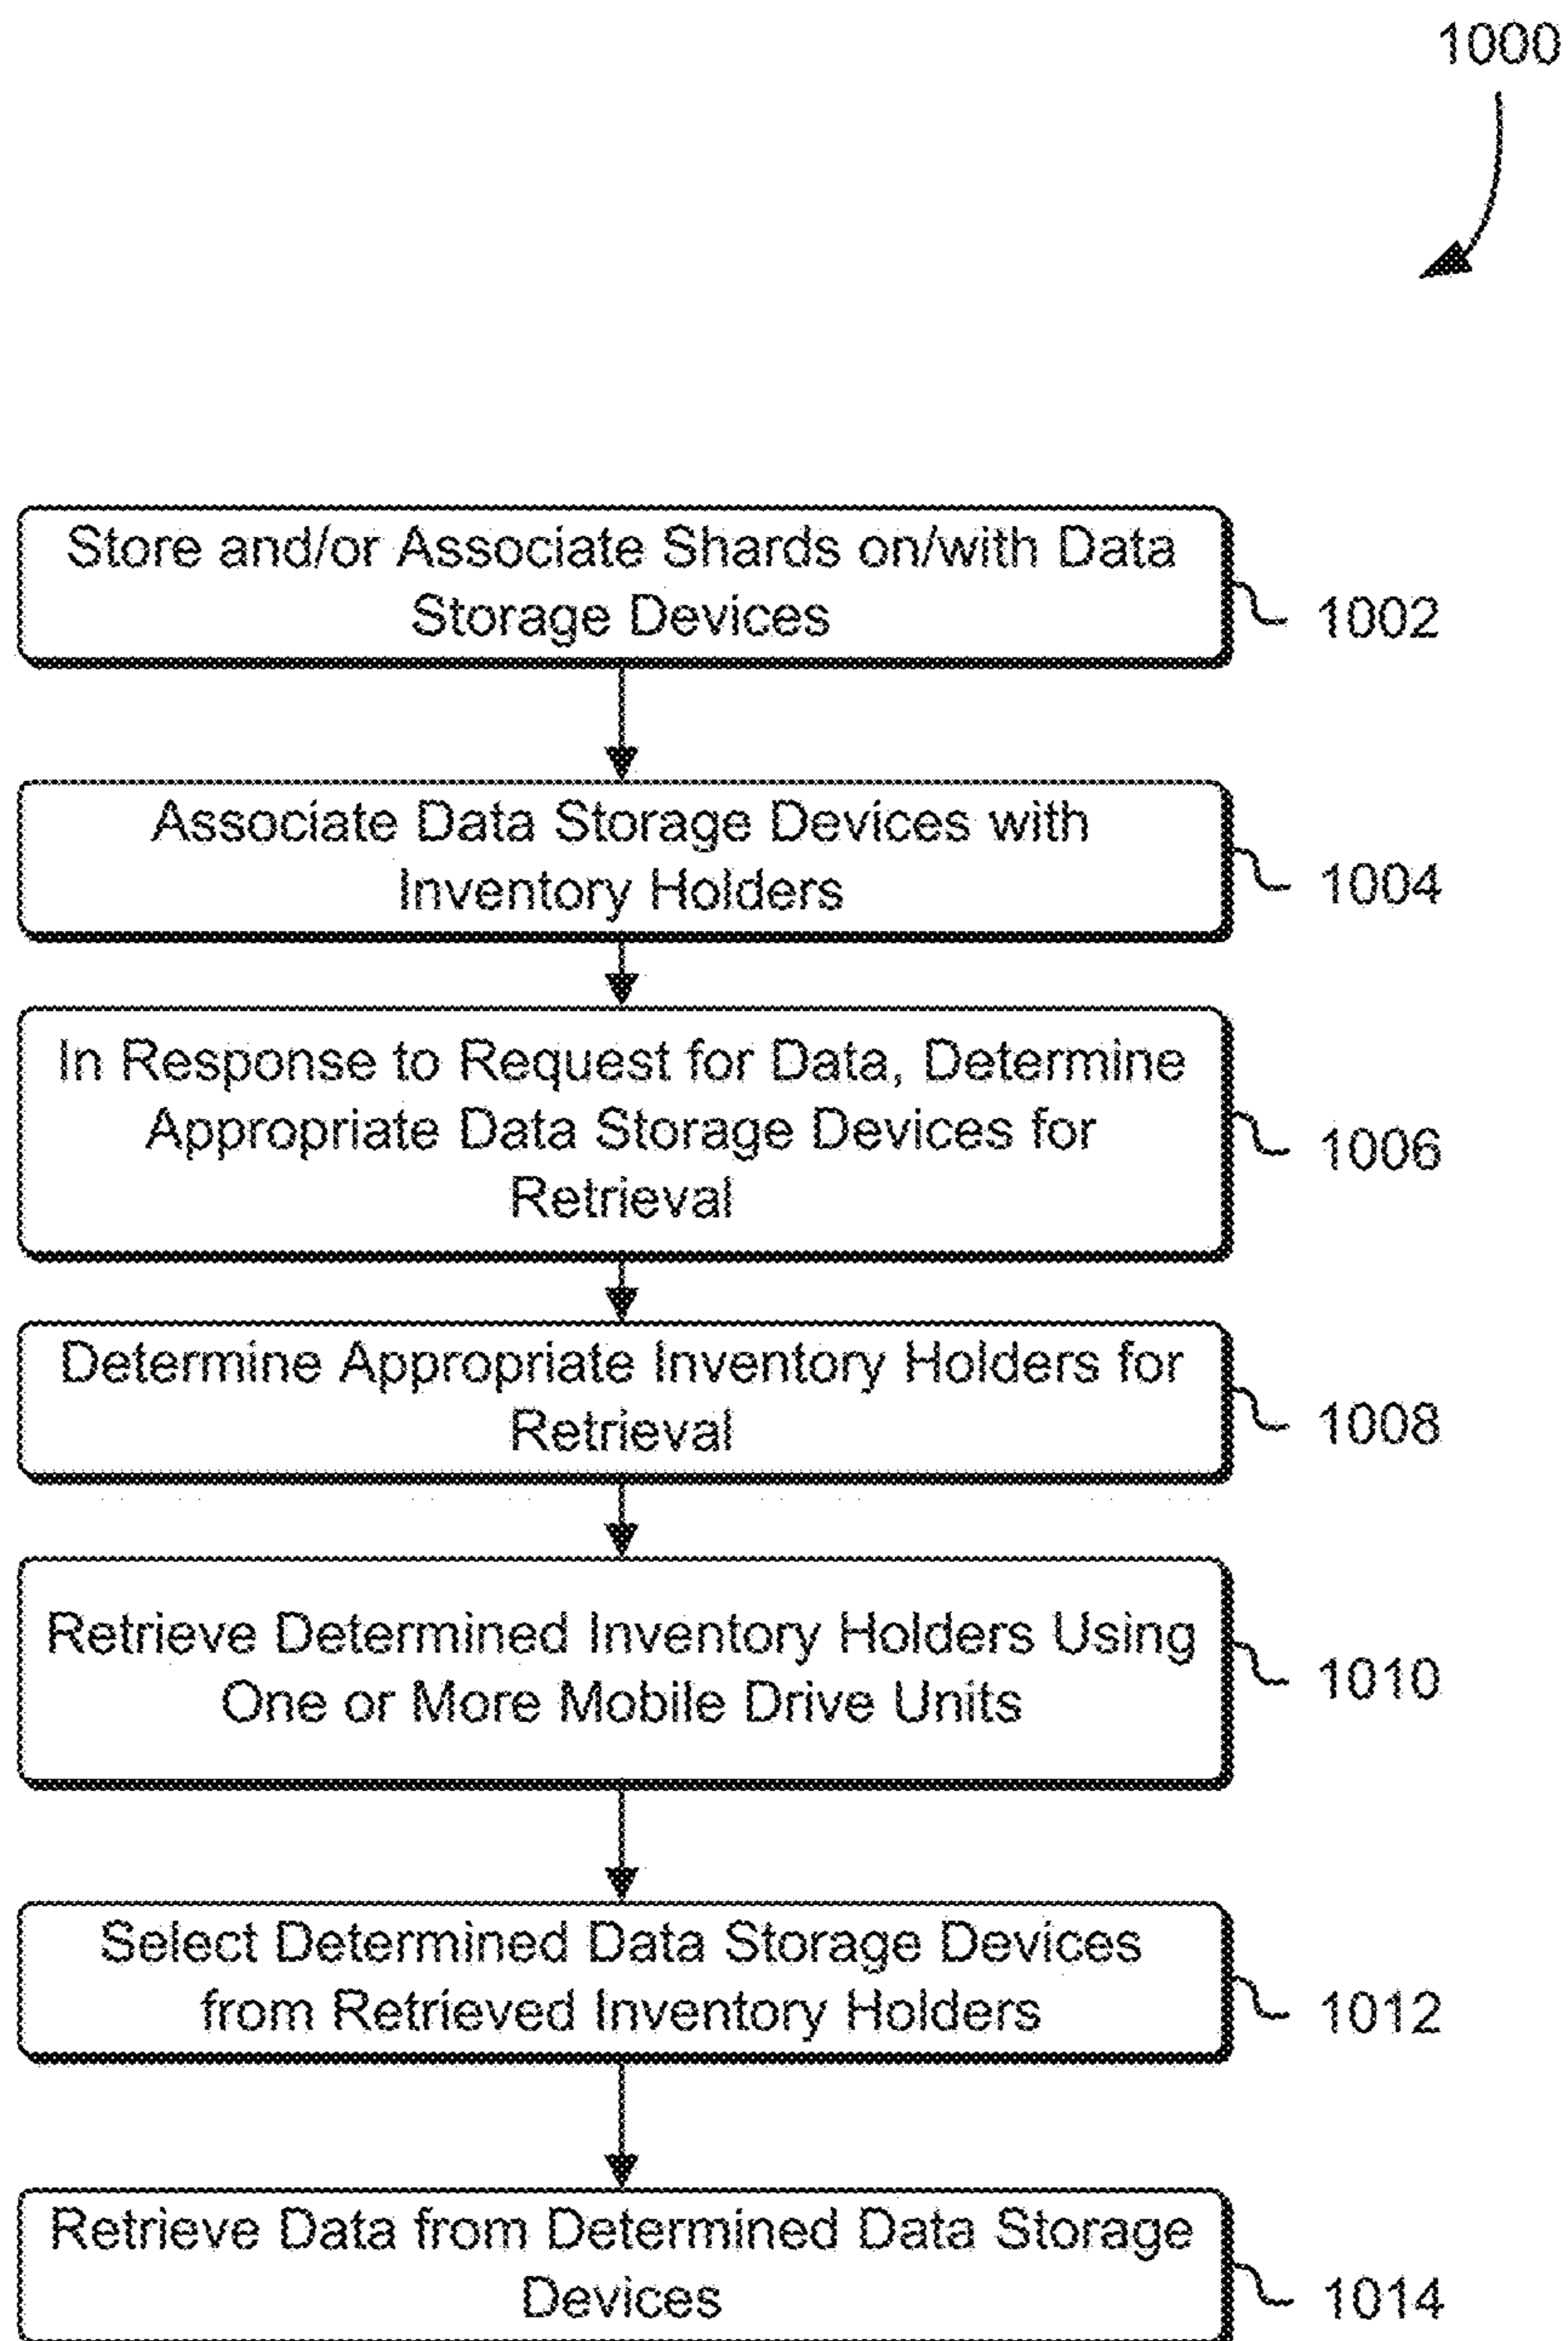 1000
Store and/or Associate Shards on/with Data
Storage Devices
1002
Associate Data Storage Devices with
Inventory Holders
1004
In Response to Request for Data, Determine
Appropriate Data Storage Devices for
Retrieval
1006
Determine Appropriate Inventory Holders for
Retrieval
1008
Retrieve Determined Inventory Holders Using
One or More Mobile Drive Units
1010
Select Determined Data Storage Devices
from Retrieved Inventory Holders
1012
Retrieve Data from Determined Data Storage
Devices
1014